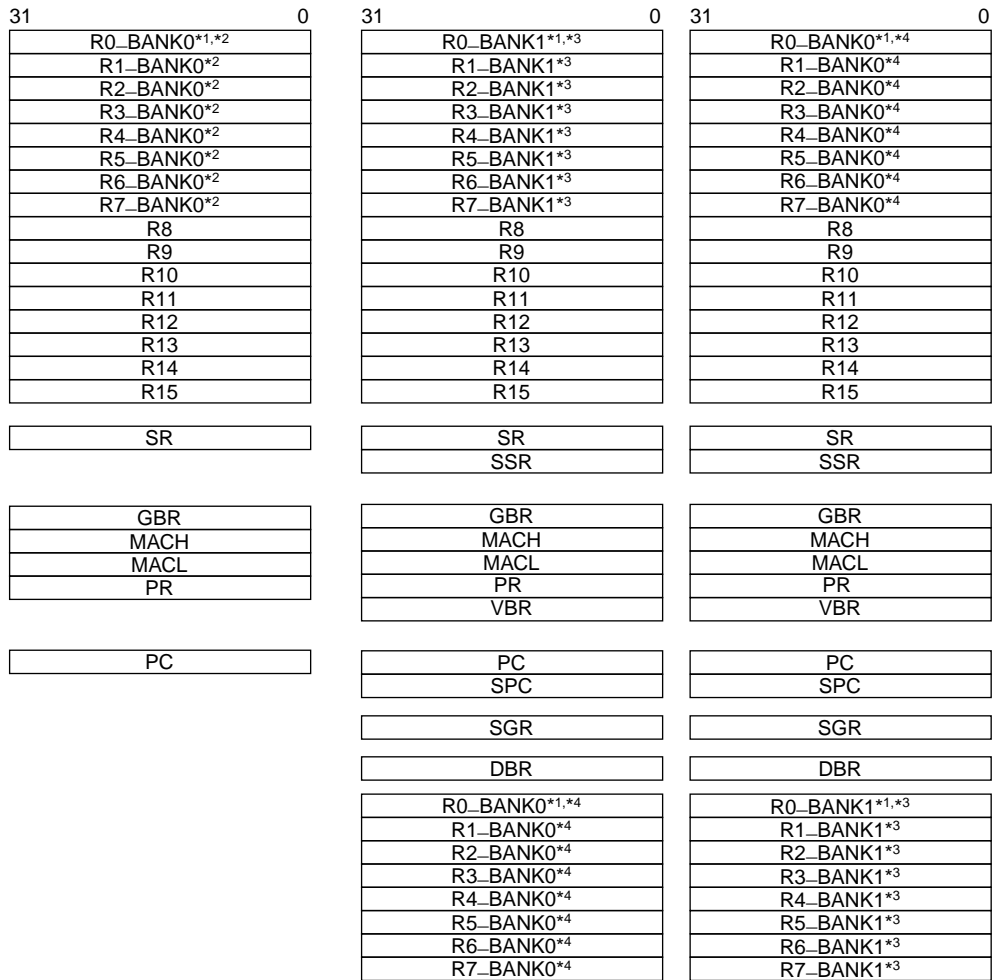 31 0 31 0 31 0
R0_BANK0*1,*2 R0_BANK1*1,*3 R0_BANK0*1,*4
R1_BANK0*2 R1_BANK1*3 R1_BANK0*4
R2_BANK0*2 R2_BANK1*3 R2_BANK0*4
R3_BANK0*2 R3_BANK1*3 R3_BANK0*4
R4_BANK0*2 R4_BANK1*3 R4_BANK0*4
R5_BANK0*2 R5_BANK1*3 R5_BANK0*4
R6_BANK0*2 R6_BANK1*3 R6_BANK0*4
R7_BANK0*2 R7_BANK1*3 R7_BANK0*4
R8 R8 R8
R9 R9 R9
R10 R10 R10
R11 R11 R11
R12 R12 R12
R13 R13 R13
R14 R14 R14
R15 R15 R15
SR SR SR
SSR SSR
GBR GBR GBR
MACH MACH MACH
MACL MACL MACL
PR PR PR
VBR VBR
PC PC PC
SPC SPC
SGR SGR
DBR DBR
R0_BANK0*1,*4 R0_BANK1*1,*3
R1_BANK0*4 R1_BANK1*3
R2_BANK0*4 R2_BANK1*3
R3_BANK0*4 R3_BANK1*3
R4_BANK0*4 R4_BANK1*3
R5_BANK0*4 R5_BANK1*3
R6_BANK0*4 R6_BANK1*3
R7_BANK0*4 R7_BANK1*3